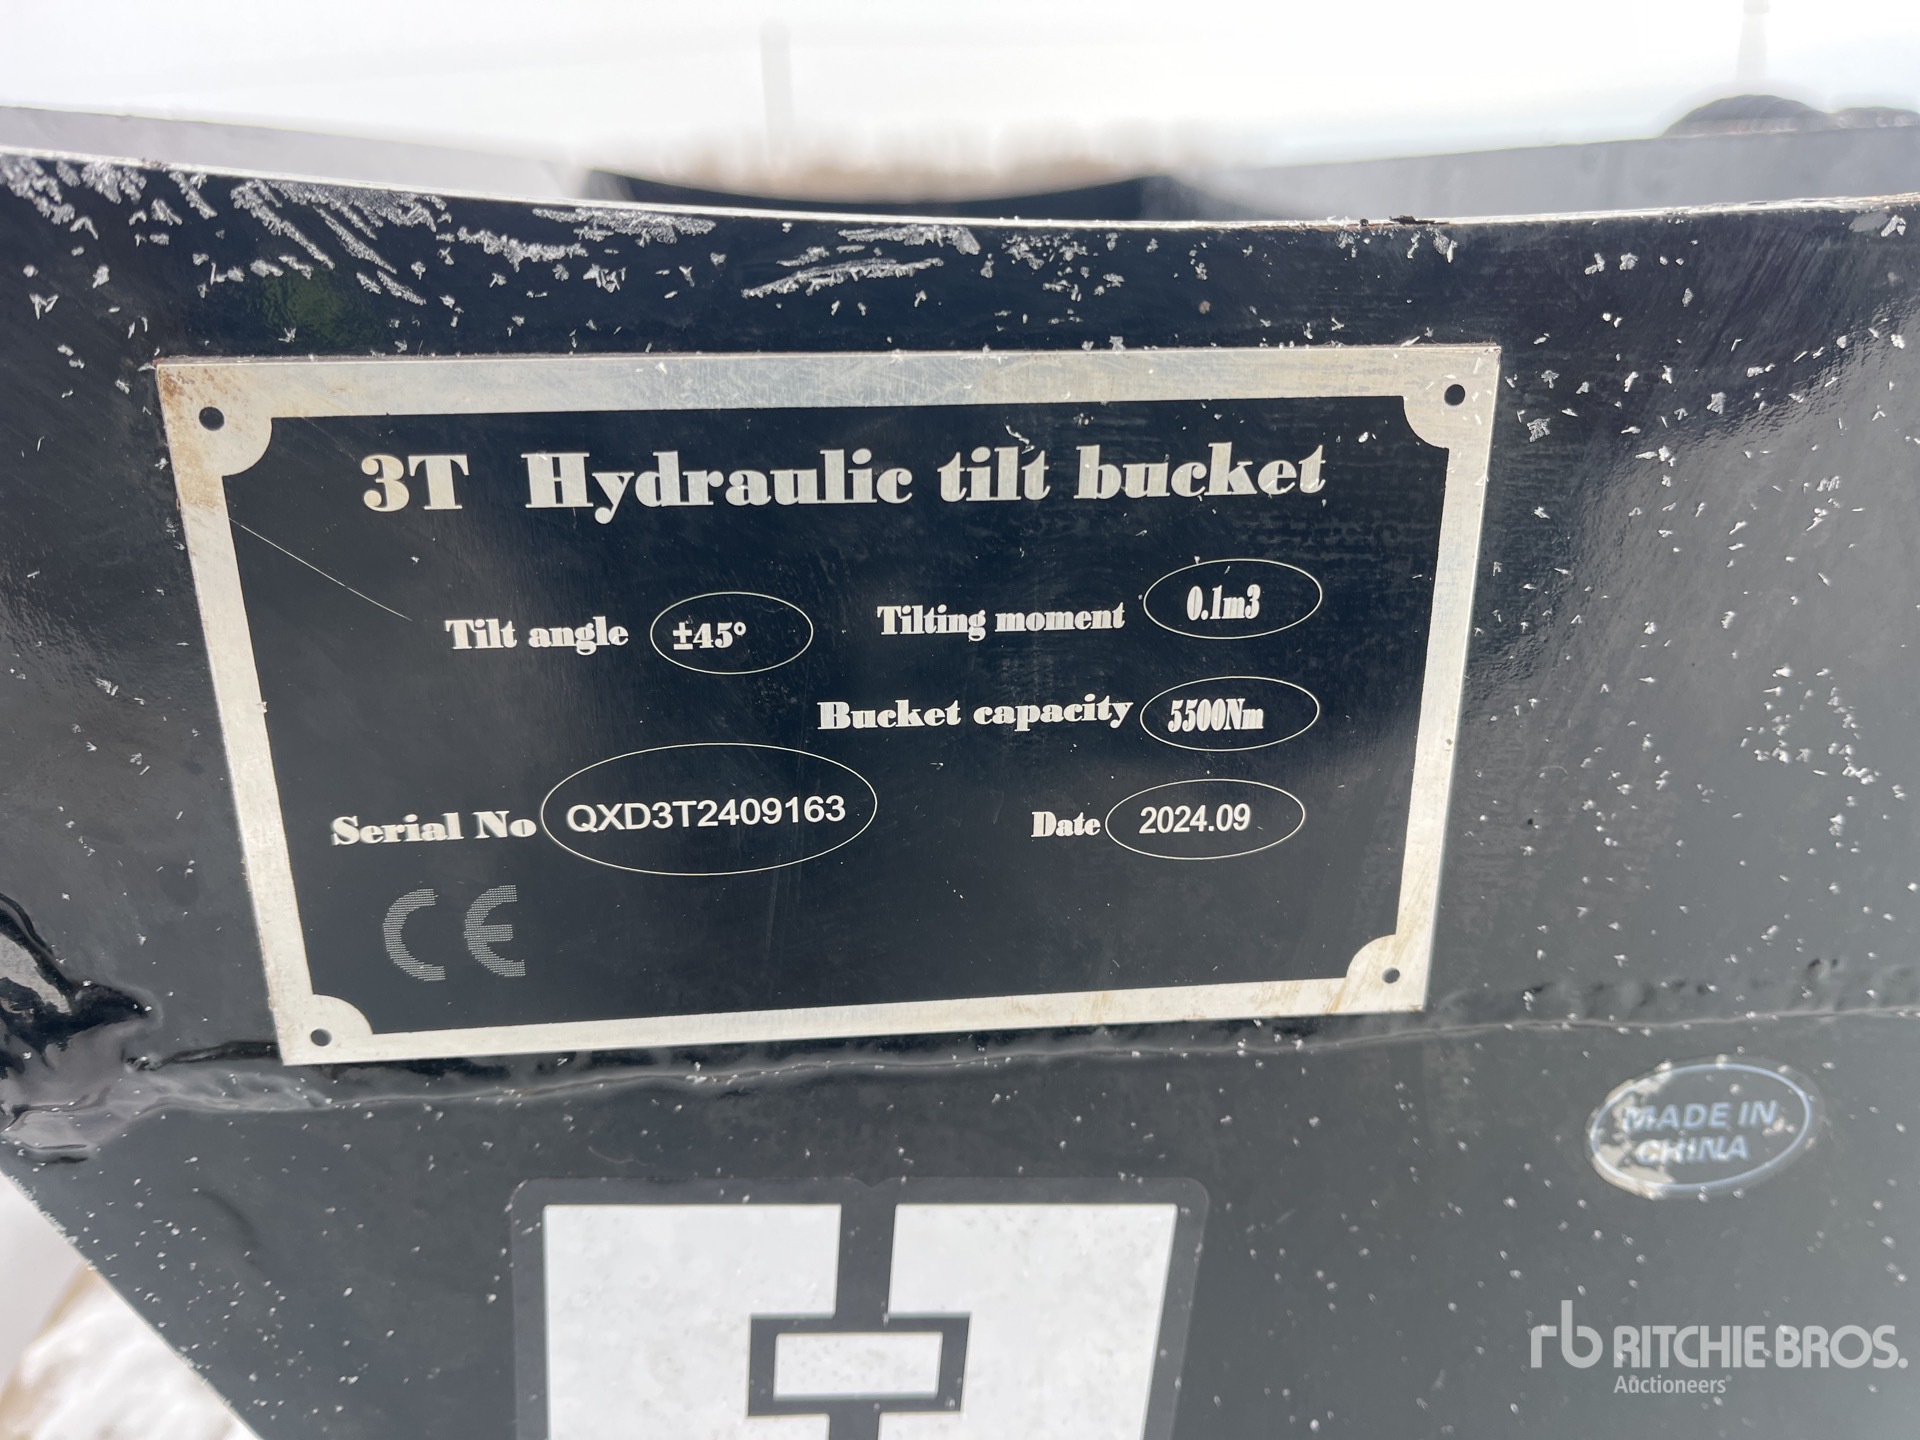 3T Hydraulic tilt bucket
Tilt angle ±45° Tilting moment 0.1m3
Bucket capacity 5500Nm
Serial No QXD3T2409163 Date 2024.09
CE
MADE IN
CHINA
rb RITCHIE BROS.
Auctioneers